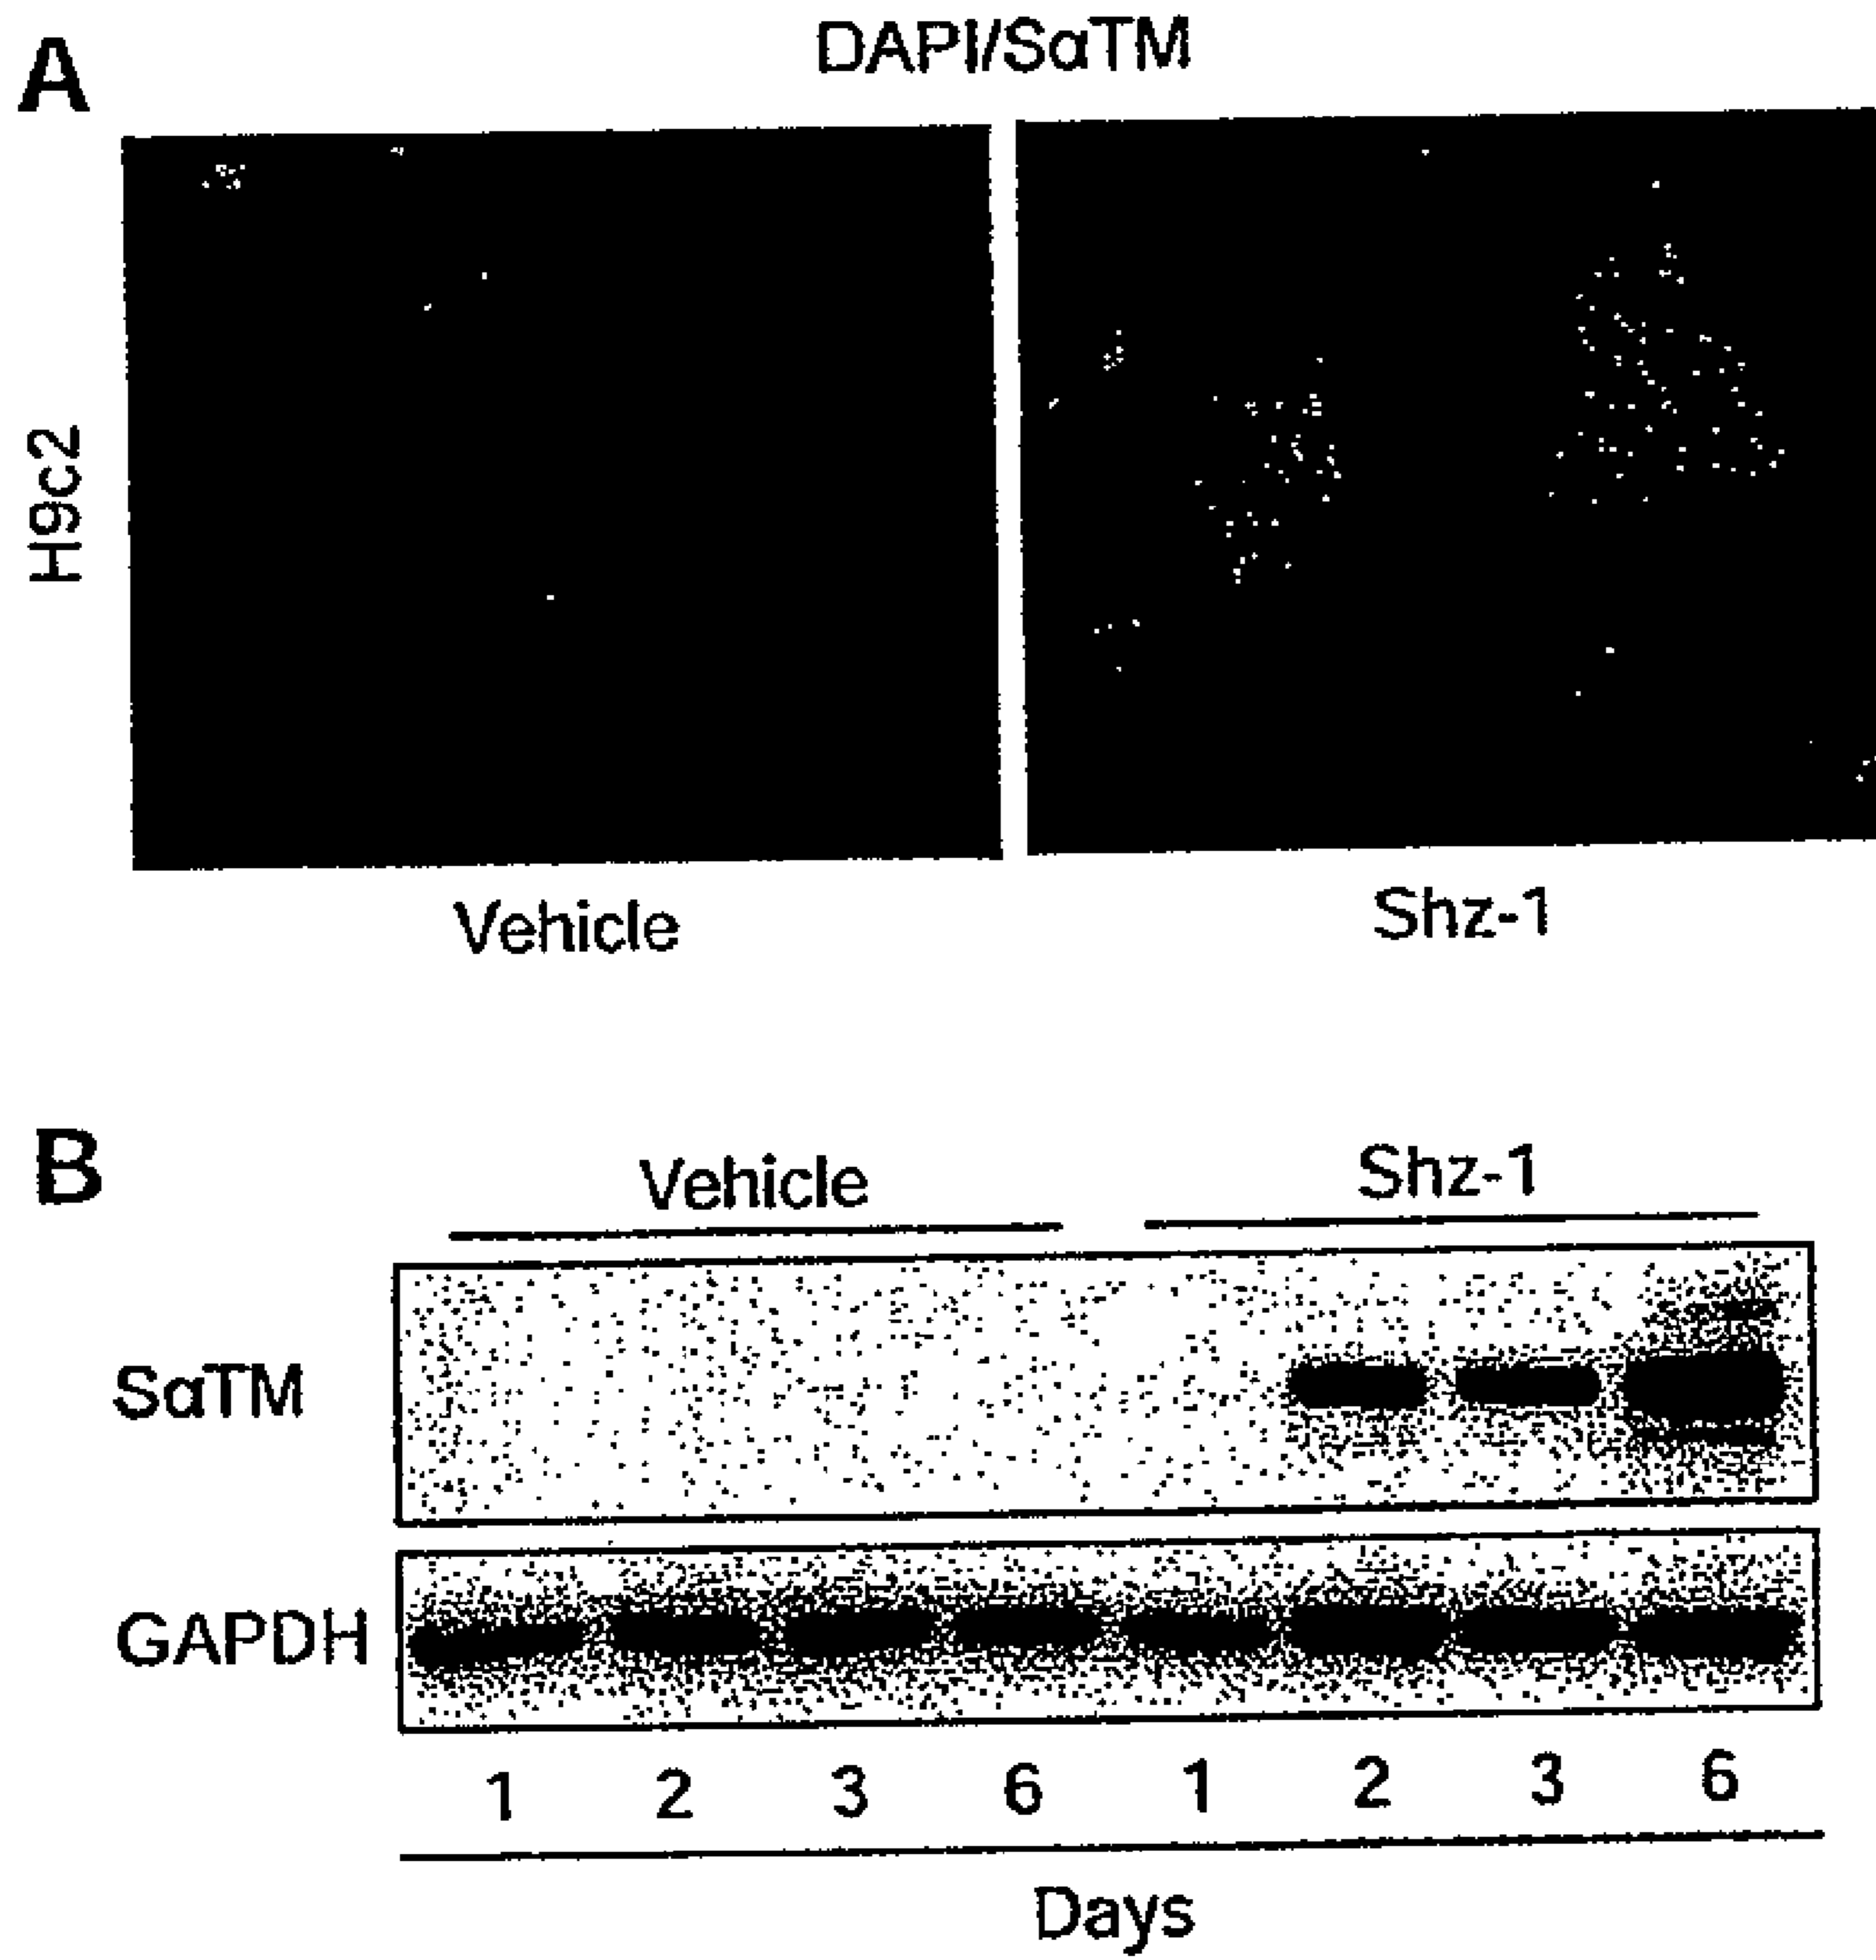 A
DAPI/SαTM
H9c2
Vehicle Shz-1
B
Vehicle Shz-1
SαTM
GAPDH
1 2 3 6 1 2 3 6
Days